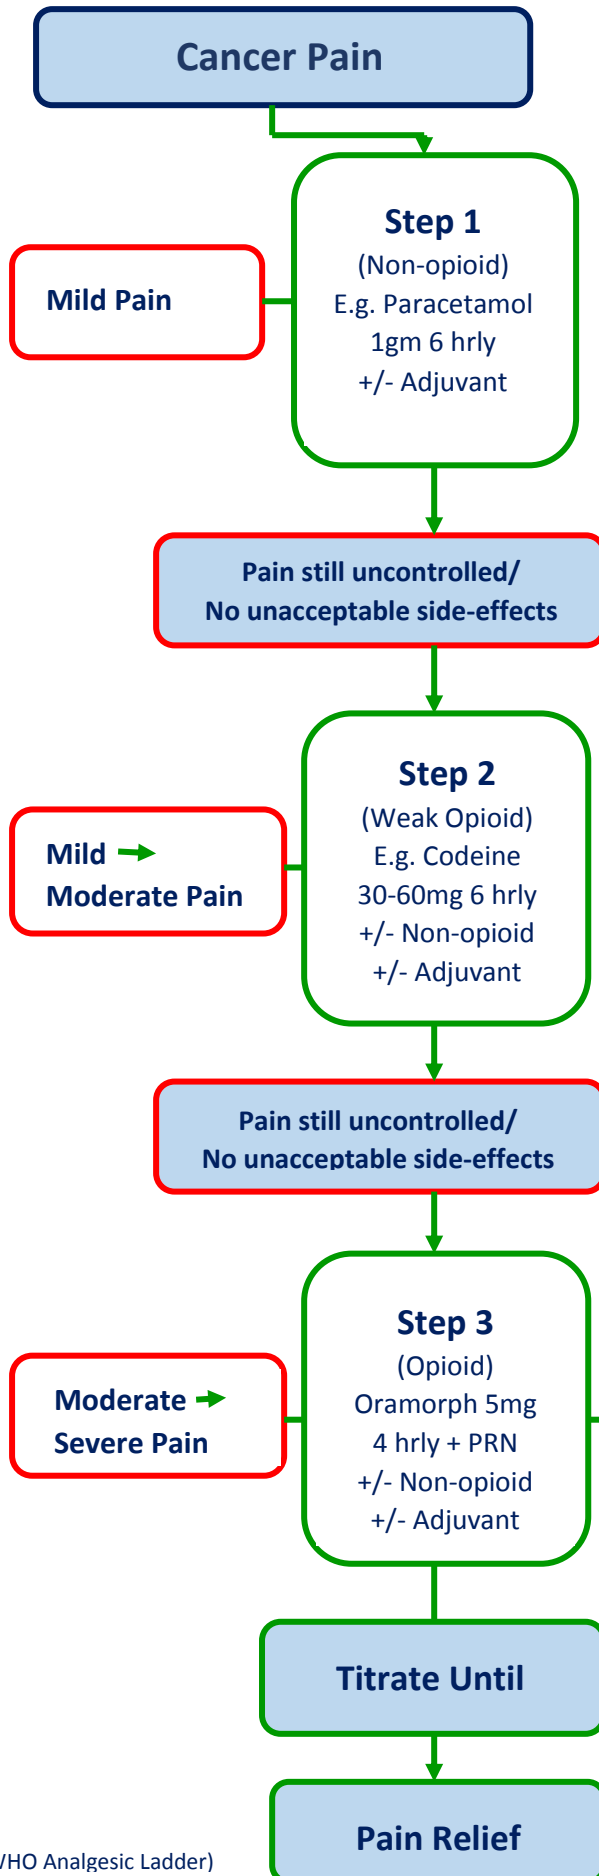 Cancer Pain
Step 1
(Non-opioid)
E.g. Paracetamol
1gm 6 hrly
+/- Adjuvant
Mild Pain
Pain still uncontrolled/
No unacceptable side-effects
Step 2
(Weak Opioid)
E.g. Codeine
30-60mg 6 hrly
+/- Non-opioid
+/- Adjuvant
Mild
Moderate Pain
Pain still uncontrolled/
No unacceptable side-effects
Step 3
(Opioid)
Oramorph 5mg
4 hrly + PRN
+/- Non-opioid
+/- Adjuvant
Moderate
Severe Pain
Titrate Until
Pain Relief
WHO Analgesic Ladder)